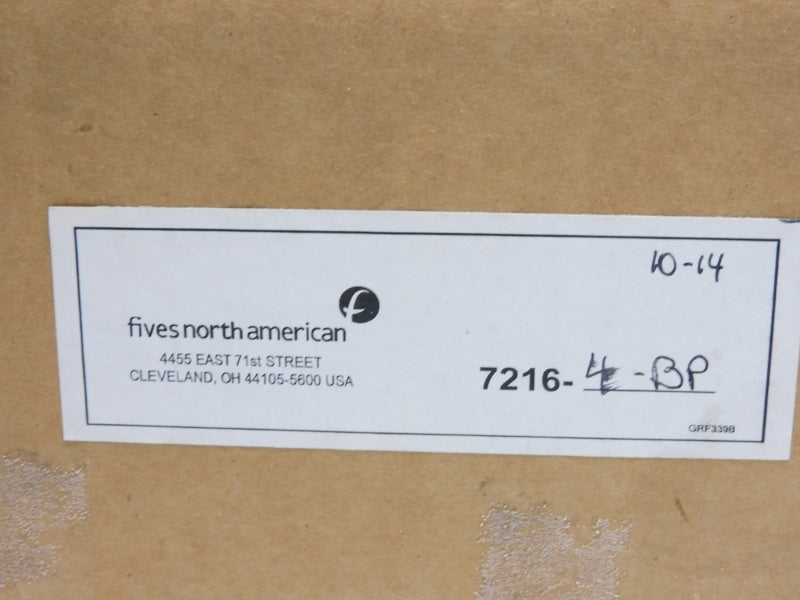 10-14
fives north american
4455 EAST 71st STREET
CLEVELAND, OH 44105-5600 USA
7216-4-BP
GRF339B